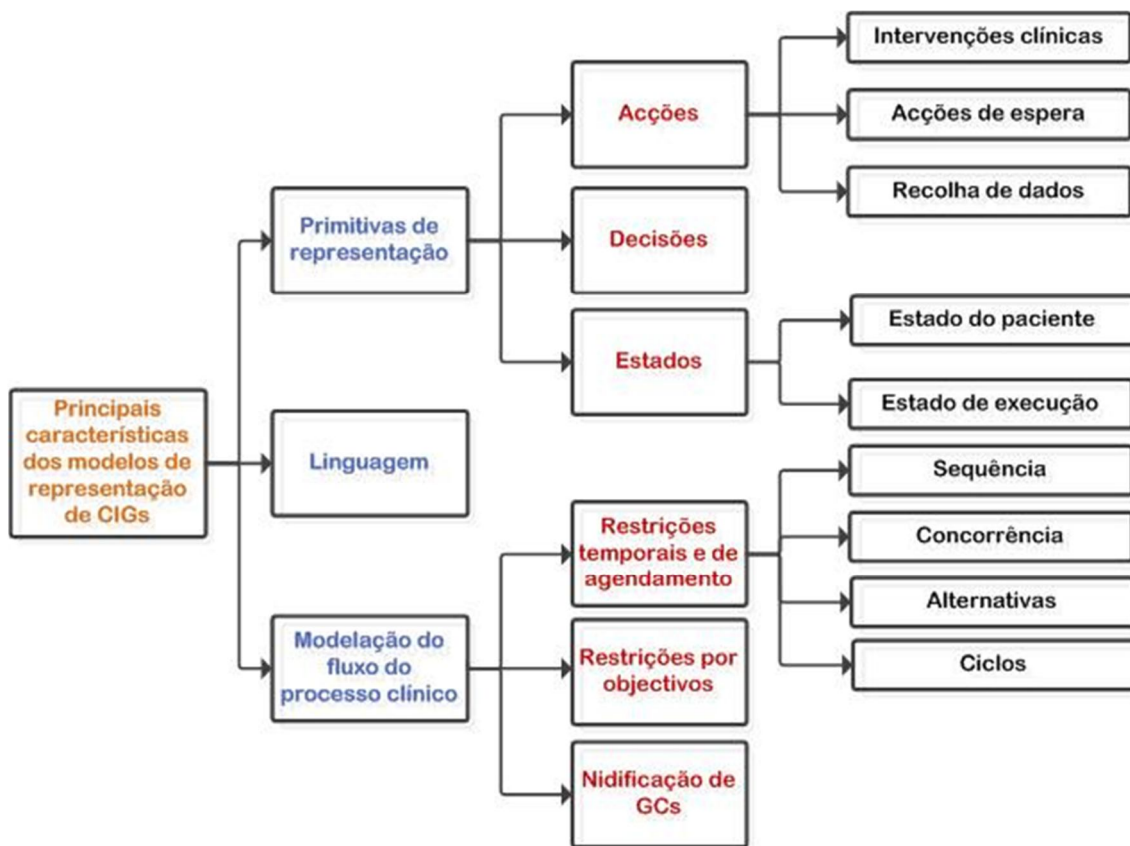 Principais
características
dos modelos de
representação
de CIGs
Primitivas de
representação
Linguagem
Modelação do
fluxo do
processo clínico
Acções
Decisões
Estados
Restrições
temporais e de
agendamento
Restrições por
objectivos
Nidificação de
GCs
Intervenções clínicas
Acções de espera
Recolha de dados
Estado do paciente
Estado de execução
Sequência
Concorrência
Alternativas
Ciclos